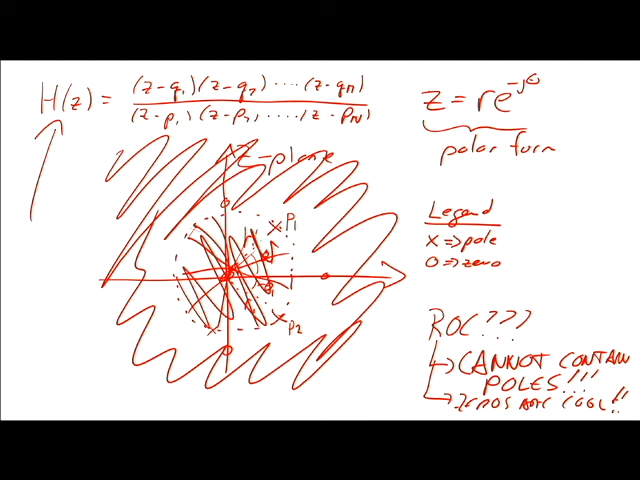 H(z) = (z-q₁)(z-q₂) ....(z-qM)
(z-p₁)(z-p₂) ....(z-pN)
z = re^-jθ
polar form
z-plane
P₁
P₂
Legend
x => pole
o => zero
ROC???
→ CANNOT CONTAIN
POLES!!!
→ ZEROS ARE COOL!!